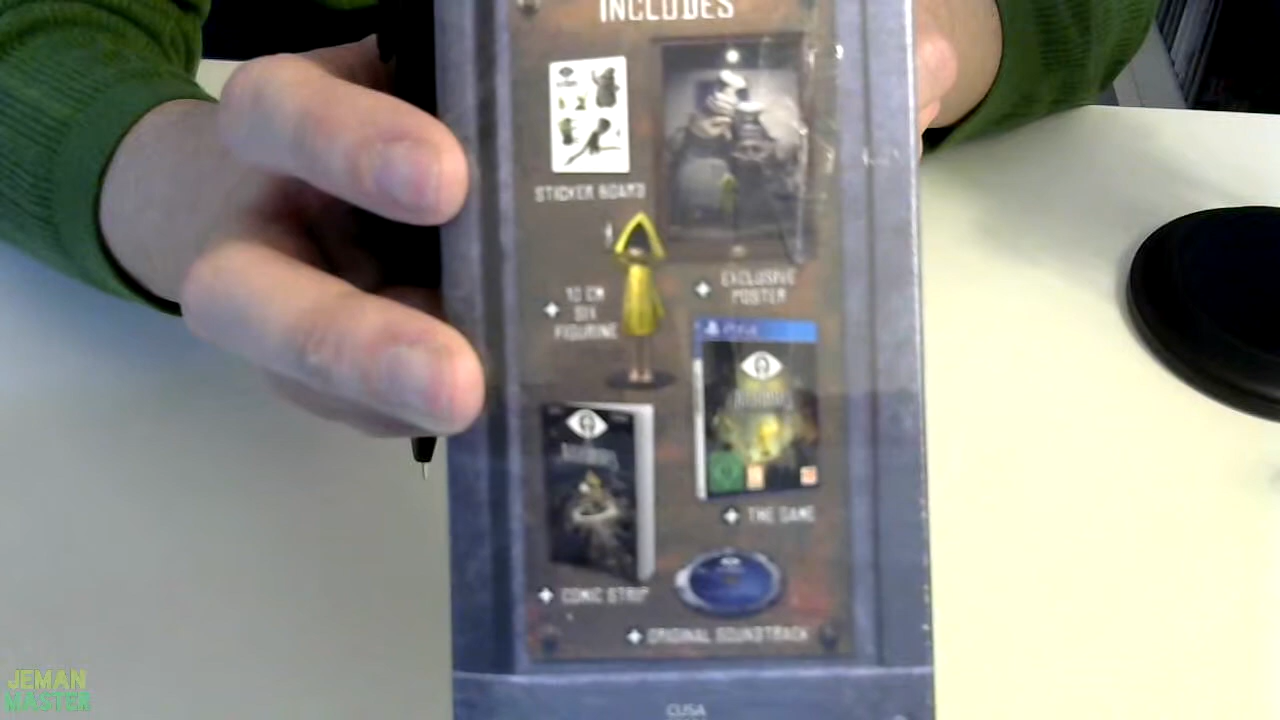 INCLUDES
STICKER BOARD
+ EXCLUSIVE
POSTER
+ 10 CM
SIX
FIGURINE
PS4
+ THE GAME
+ COMIC STRIP
+ ORIGINAL SOUNDTRACK
CUSA
JEMAN
MASTER